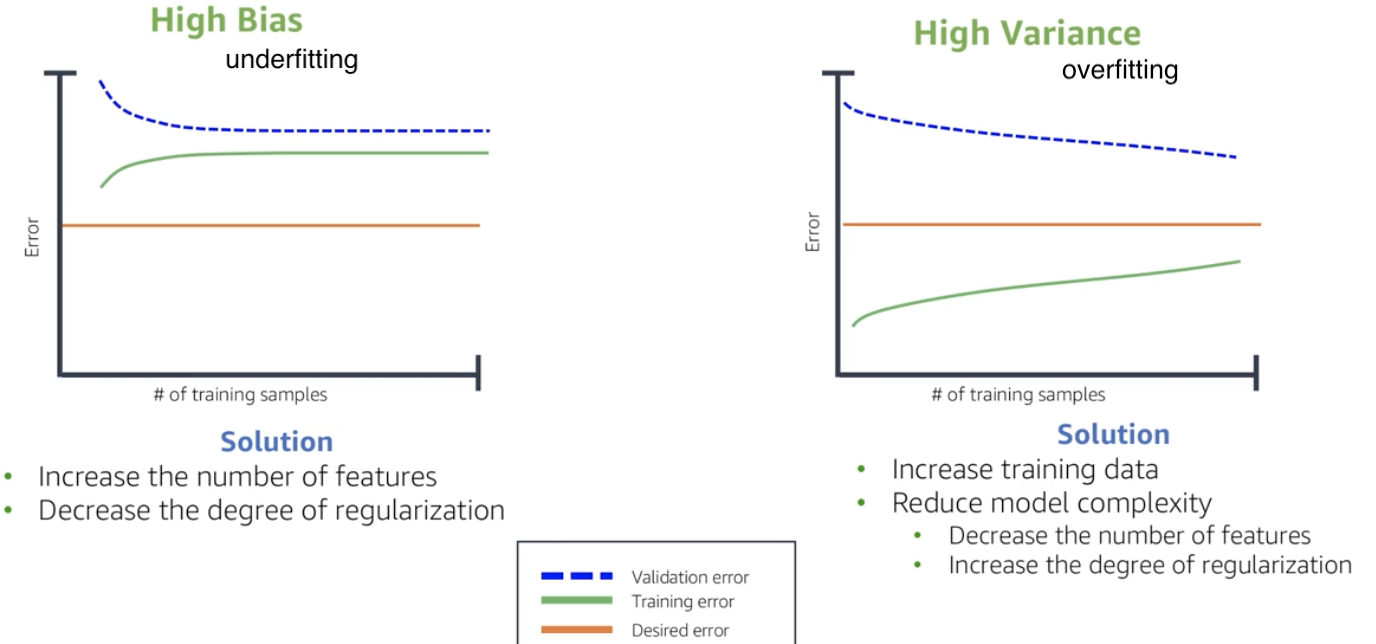 High Bias
underfitting
Error
# of training samples
Solution
• Increase the number of features
• Decrease the degree of regularization
High Variance
overfitting
Error
# of training samples
Solution
• Increase training data
• Reduce model complexity
• Decrease the number of features
• Increase the degree of regularization
Validation error
Training error
Desired error